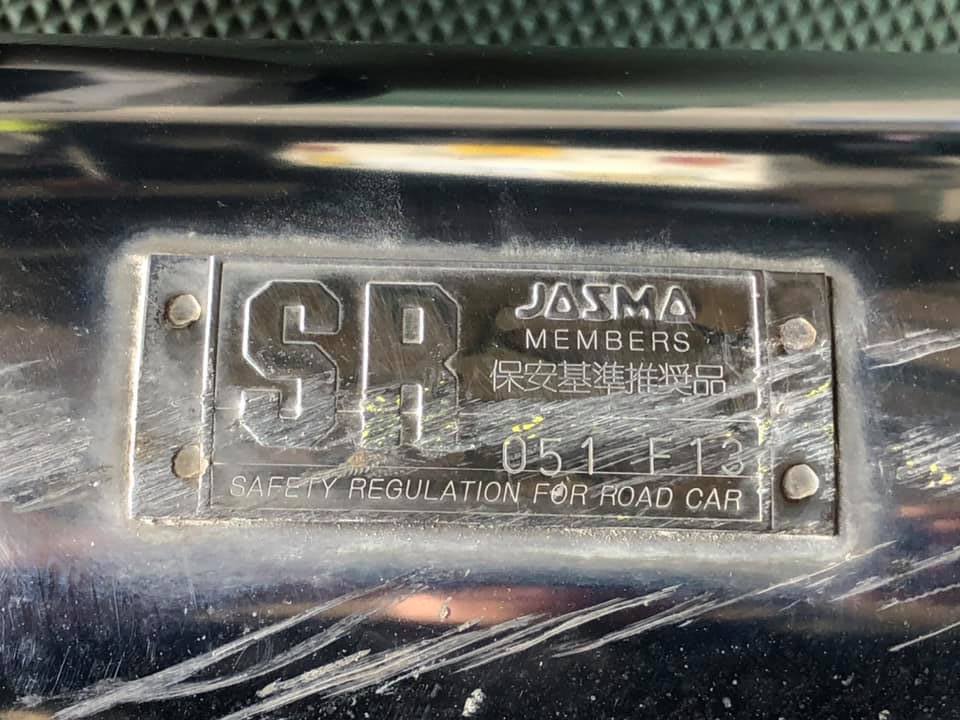 SR
JASMA
MEMBERS
保安基準推奨品
051 F13
SAFETY REGULATION FOR ROAD CAR